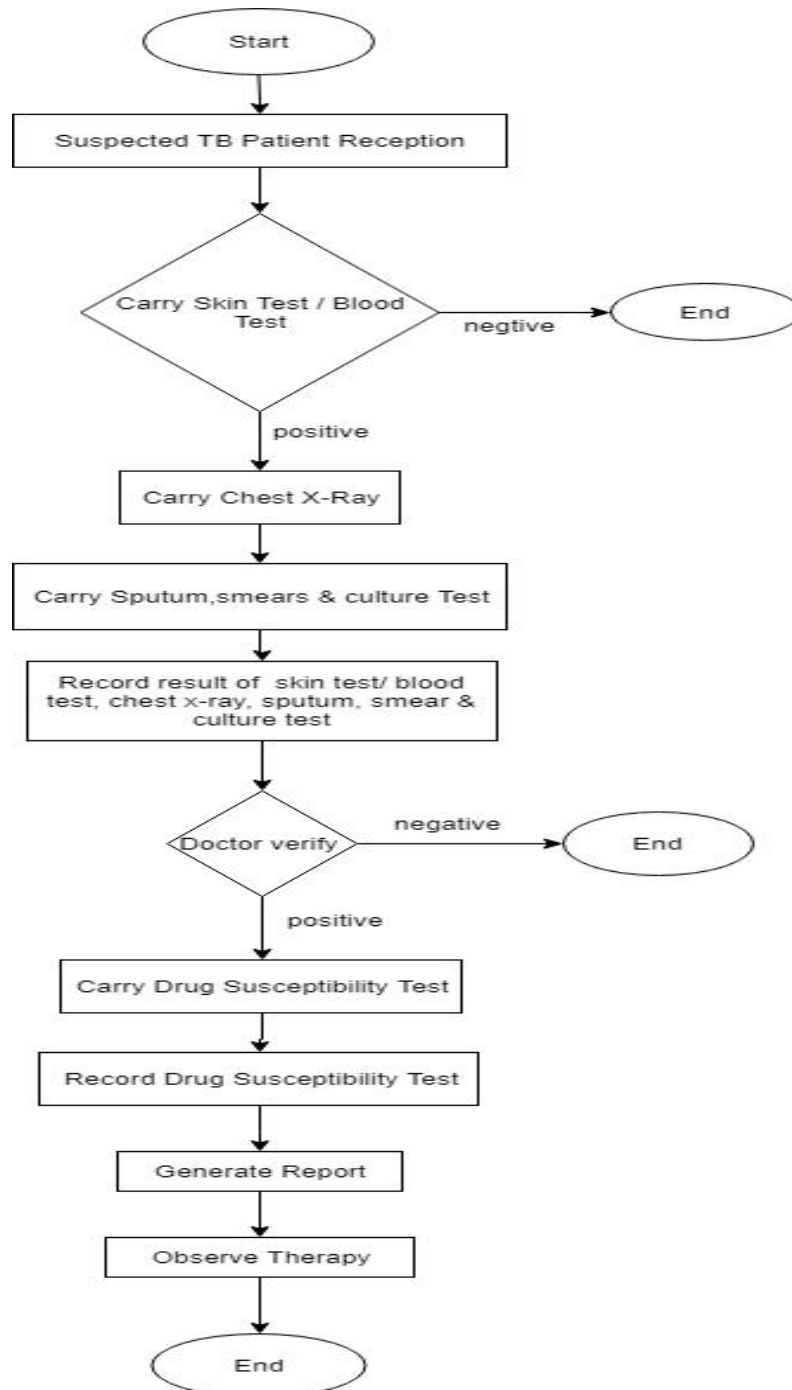 Start
Suspected TB Patient Reception
Carry Skin Test / Blood
Test
negtive
End
positive
Carry Chest X-Ray
Carry Sputum,smears & culture Test
Record result of skin test/ blood
test, chest x-ray, sputum, smear &
culture test
Doctor verify
negative
End
positive
Carry Drug Susceptibility Test
Record Drug Susceptibility Test
Generate Report
Observe Therapy
End